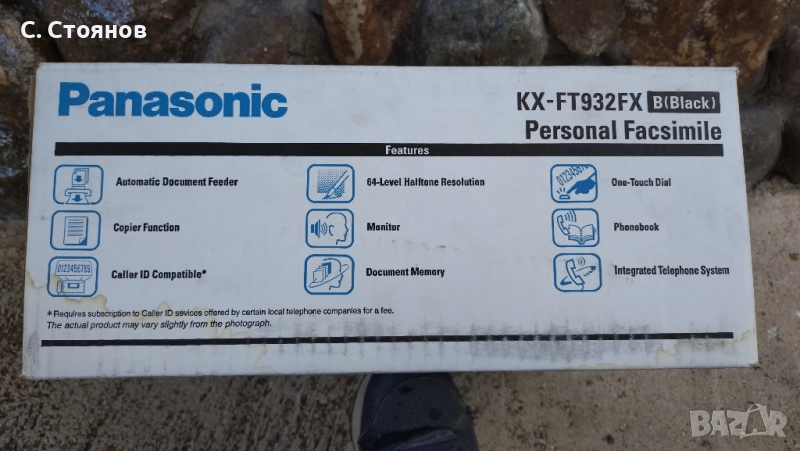 С. Стоянов
Panasonic
KX-FT932FX B(Black)
Personal Facsimile
Features
Automatic Document Feeder
64-Level Halftone Resolution
One-Touch Dial
Copier Function
Monitor
Phonebook
0123456789
Caller ID Compatible*
Document Memory
Integrated Telephone System
*Requires subscription to Caller ID services offered by certain local telephone companies for a fee.
The actual product may vary slightly from the photograph.
BAZAR